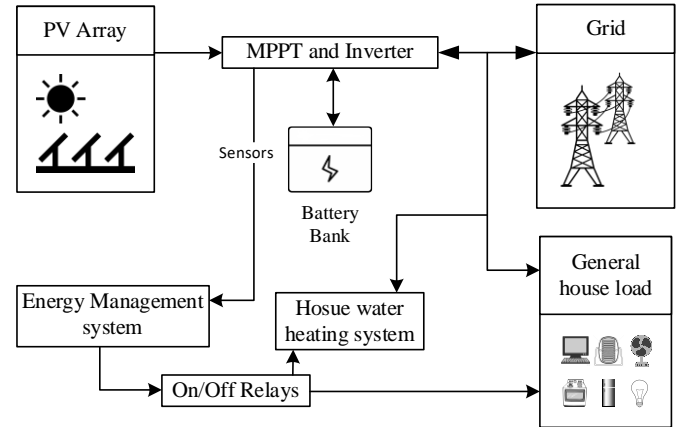 PV Array
MPPT and Inverter
Grid
Sensors
Battery
Bank
General
house load
Energy Management
system
Hosue water
heating system
On/Off Relays